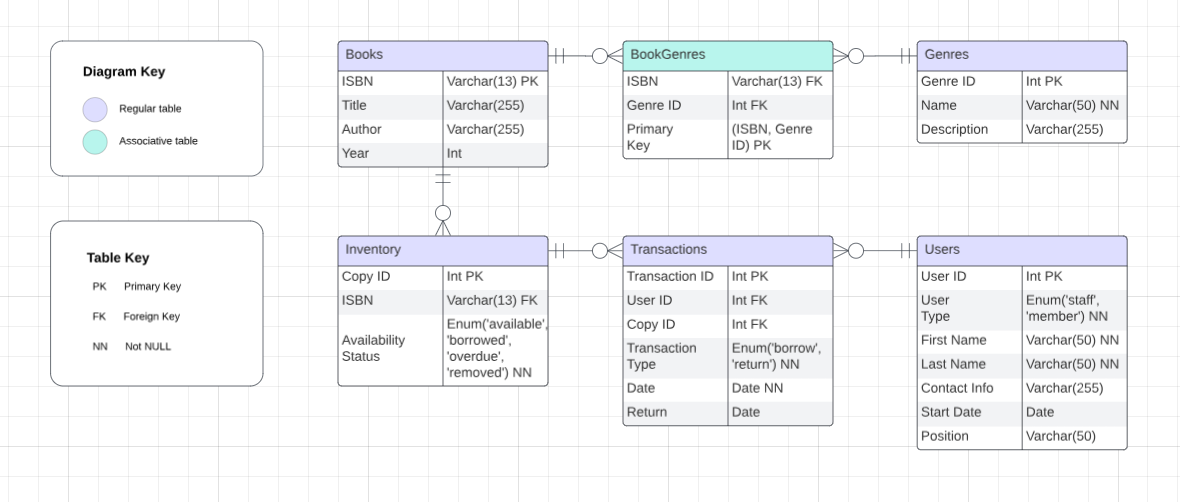 Diagram Key
Regular table
Associative table
Table Key
PK Primary Key
FK Foreign Key
NN Not NULL
Books
ISBN Varchar(13) PK
Title Varchar(255)
Author Varchar(255)
Year Int
BookGenres
ISBN Varchar(13) FK
Genre ID Int FK
Primary Key (ISBN, Genre ID) PK
Genres
Genre ID Int PK
Name Varchar(50) NN
Description Varchar(255)
Inventory
Copy ID Int PK
ISBN Varchar(13) FK
Availability Status Enum('available', 'borrowed', 'overdue', 'removed') NN
Transactions
Transaction ID Int PK
User ID Int FK
Copy ID Int FK
Transaction Type Enum('borrow', 'return') NN
Date Date NN
Return Date
Users
User ID Int PK
User Type Enum('staff', 'member') NN
First Name Varchar(50) NN
Last Name Varchar(50) NN
Contact Info Varchar(255)
Start Date Date
Position Varchar(50)